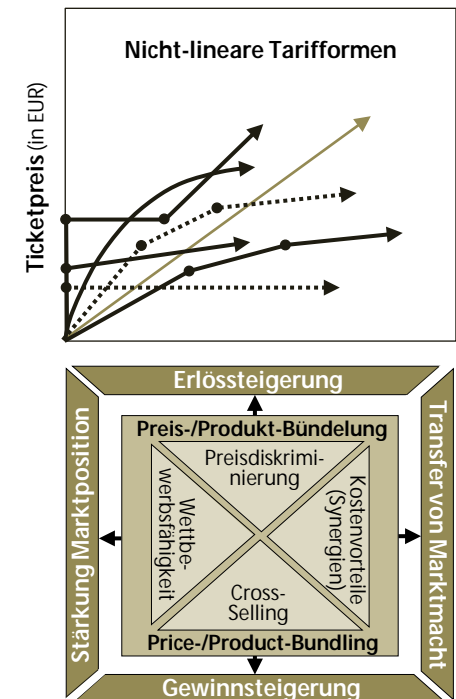 Nicht-lineare Tarifformen
Ticketpreis (in EUR)
Erlössteigerung
Stärkung Marktposition
Transfer von Marktmacht
Preis-/Produkt-Bündelung
Preisdiskrimi-
nierung
Wettbe-
werbsfähigkeit
Kostenvorteile
(Synergien)
Cross-
Selling
Price-/Product-Bundling
Gewinnsteigerung